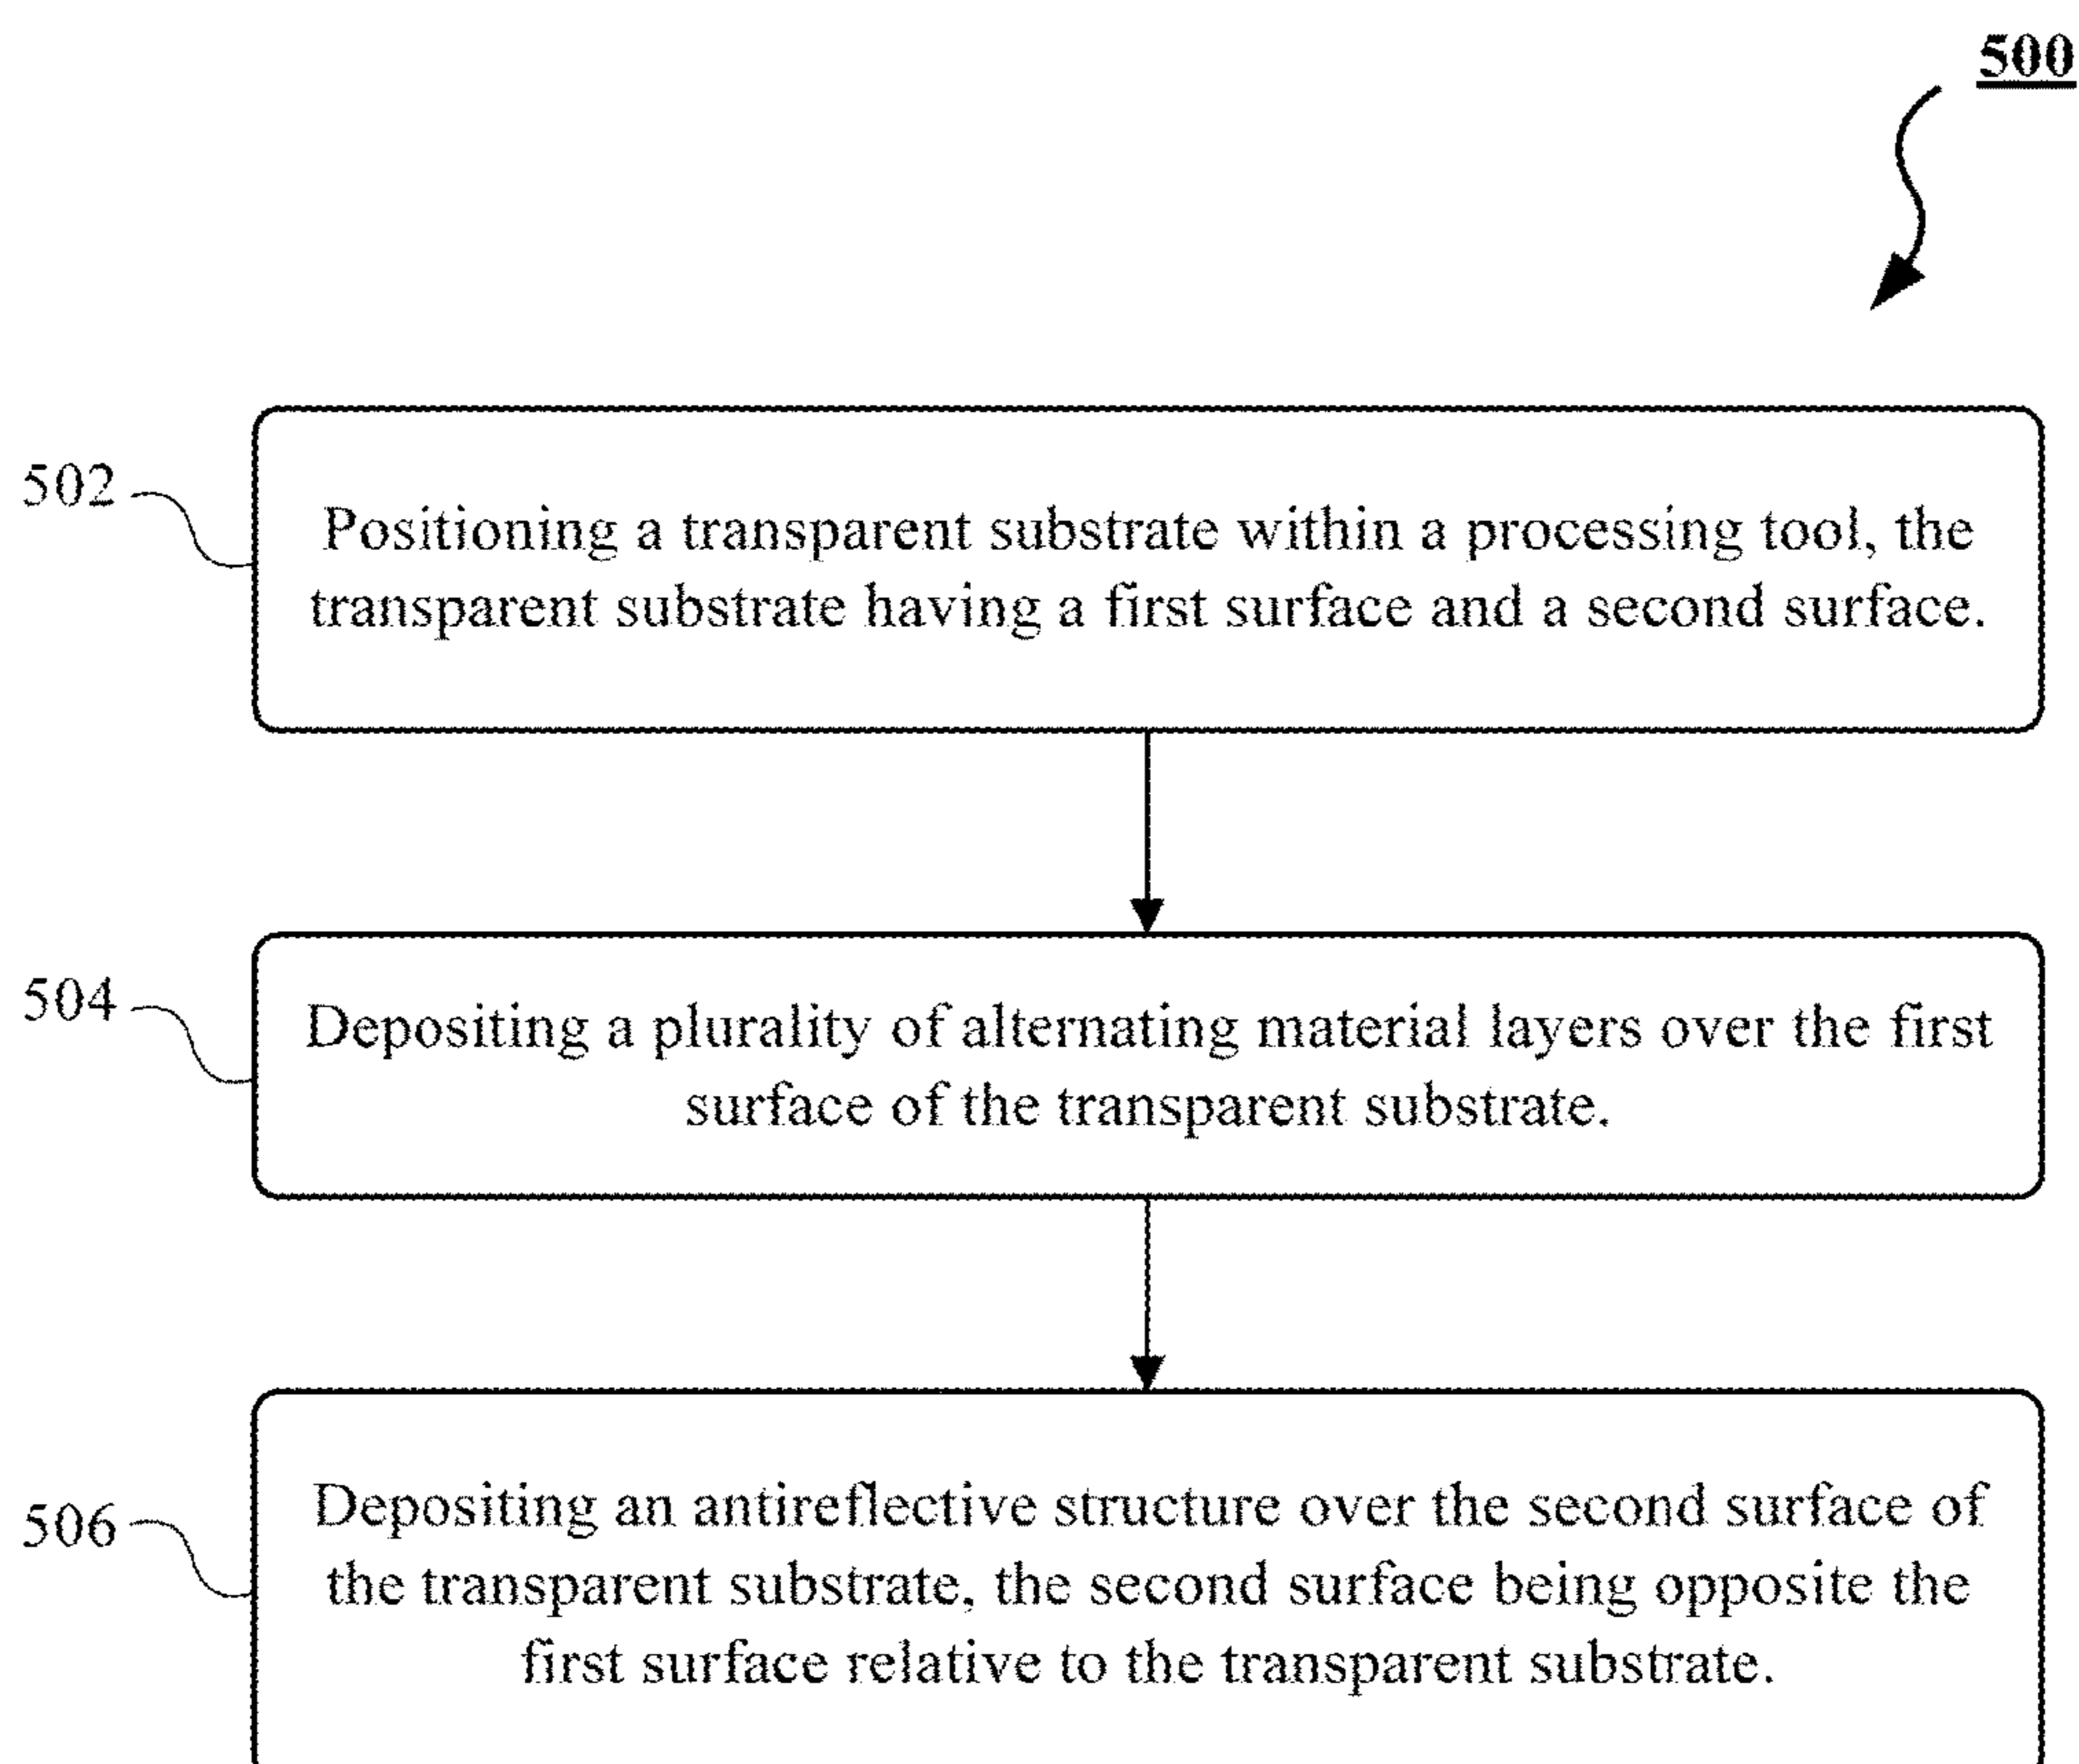 500
502
Positioning a transparent substrate within a processing tool, the
transparent substrate having a first surface and a second surface.
504
Depositing a plurality of alternating material layers over the first
surface of the transparent substrate.
506
Depositing an antireflective structure over the second surface of
the transparent substrate, the second surface being opposite the
first surface relative to the transparent substrate.